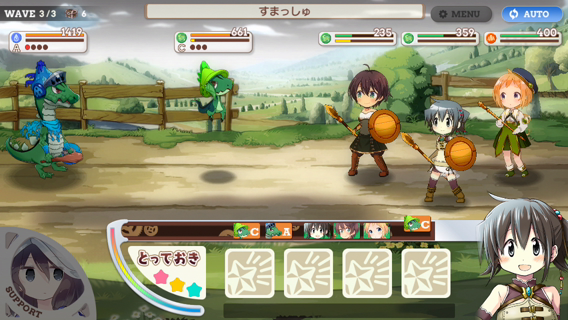 WAVE 3/3 6
すまっしゅ
MENU
AUTO
1419
A
661
C
235
359
400
C A C
とっておき
SUPPORT